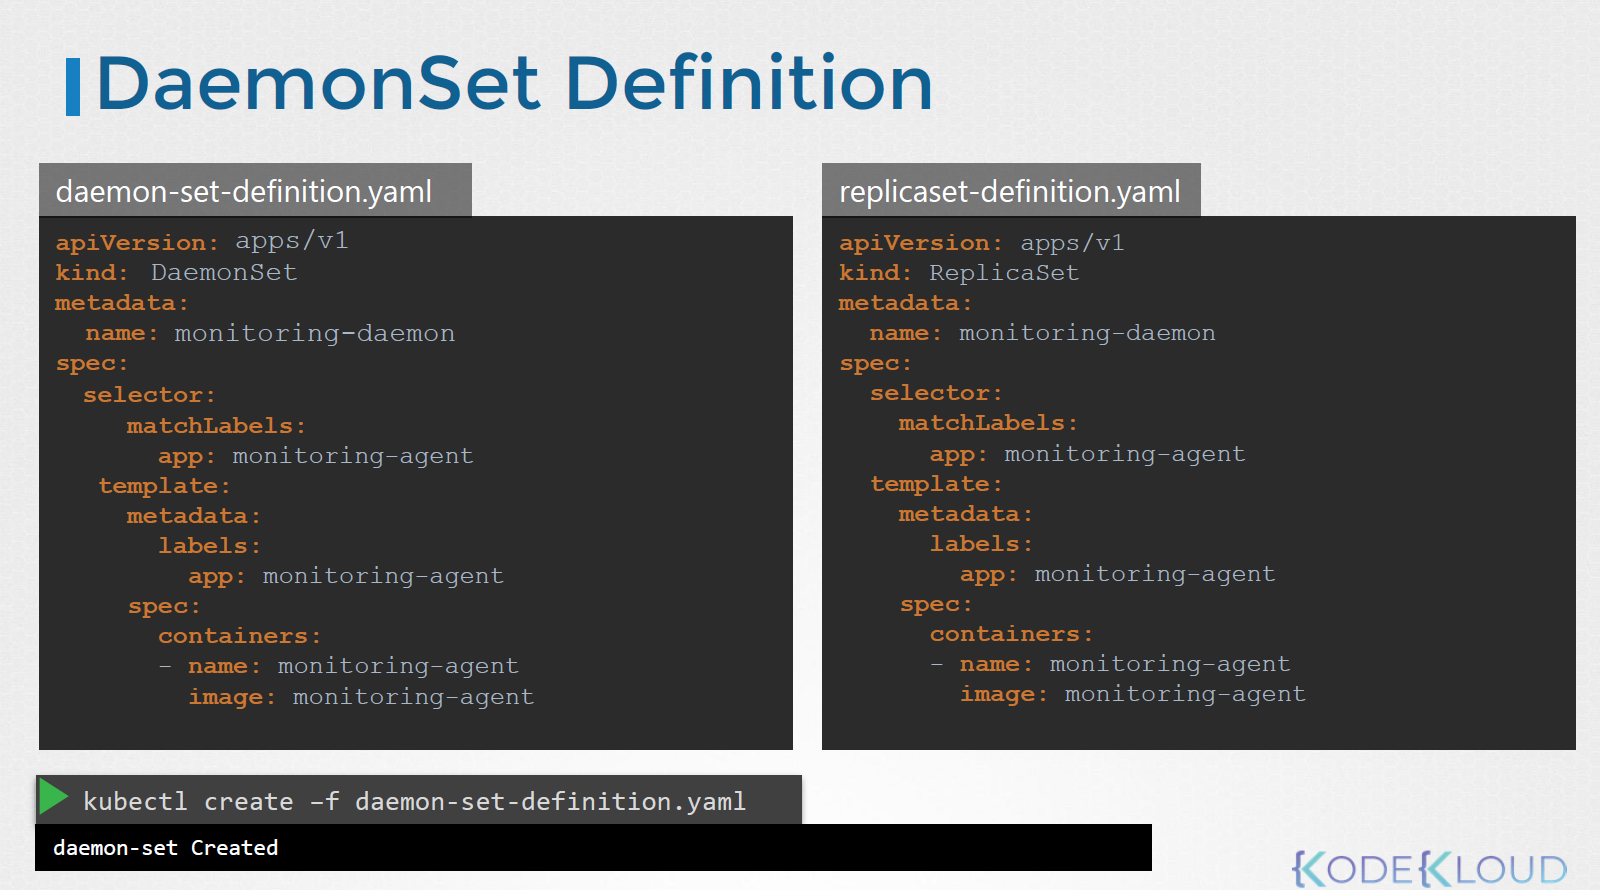 DaemonSet Definition
daemon-set-definition.yaml
apiVersion: apps/v1
kind: DaemonSet
metadata:
  name: monitoring-daemon
spec:
  selector:
    matchLabels:
      app: monitoring-agent
   template:
    metadata:
      labels:
        app: monitoring-agent
    spec:
      containers:
      - name: monitoring-agent
        image: monitoring-agent
replicaset-definition.yaml
apiVersion: apps/v1
kind: ReplicaSet
metadata:
  name: monitoring-daemon
spec:
  selector:
    matchLabels:
      app: monitoring-agent
  template:
    metadata:
      labels:
        app: monitoring-agent
    spec:
      containers:
      - name: monitoring-agent
        image: monitoring-agent
kubectl create –f daemon-set-definition.yaml
daemon-set Created
KODEKLOUD